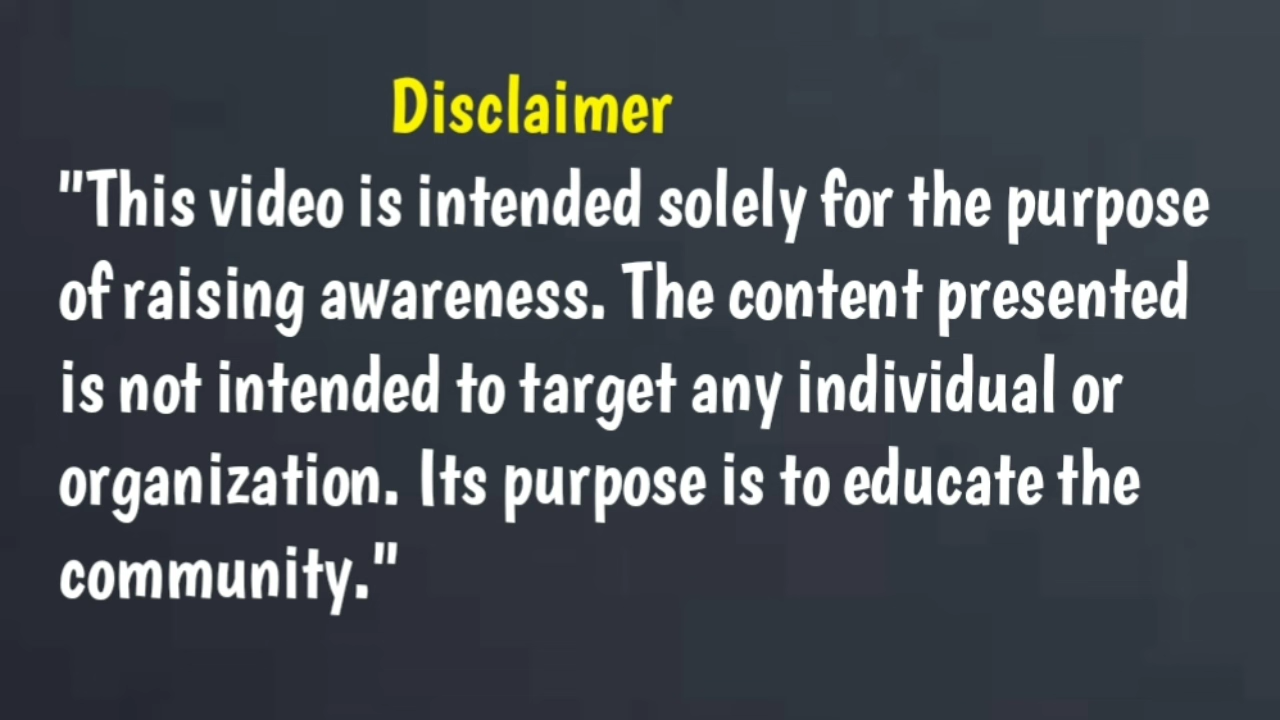 Disclaimer
"This video is intended solely for the purpose
of raising awareness. The content presented
is not intended to target any individual or
organization. Its purpose is to educate the
community."